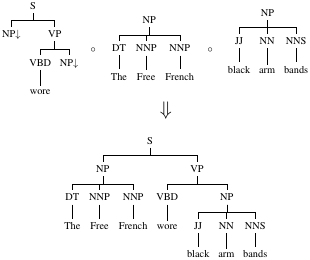 S
NP↓ VP
VBD NP↓
wore
∘
NP
DT NNP NNP
The Free French
∘
NP
JJ NN NNS
black arm bands
⇓
S
NP VP
DT NNP NNP VBD NP
The Free French wore JJ NN NNS
black arm bands